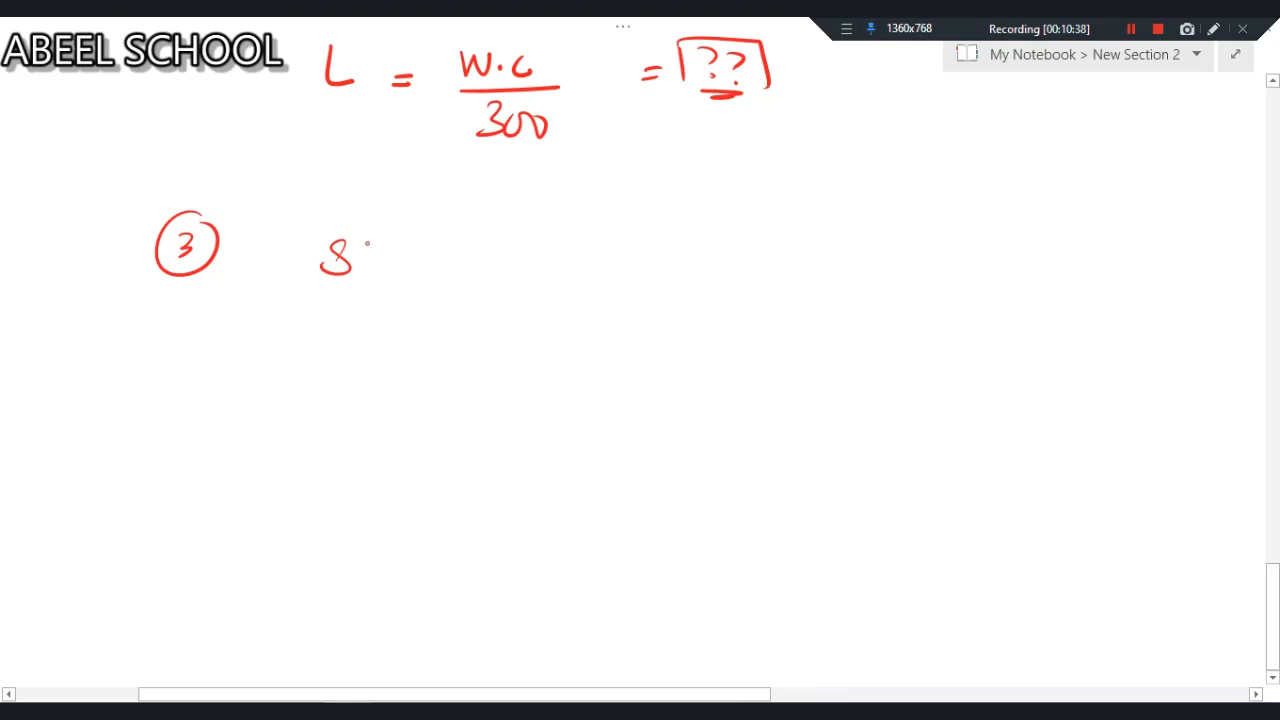 ABEEL SCHOOL
1360x768
Recording [00:10:38]
My Notebook > New Section 2
L = W.C / 300 = ??
3 8